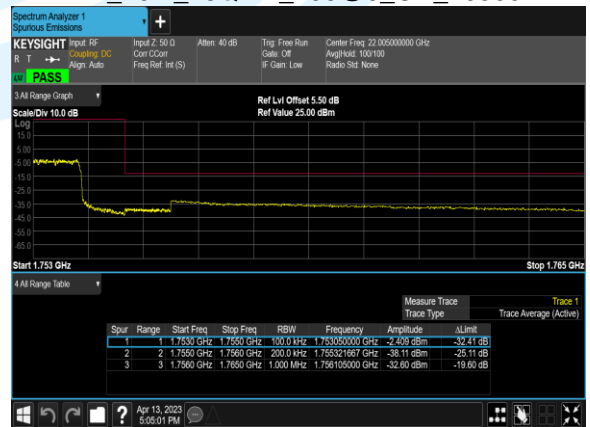 Spectrum Analyzer 1
Spurious Emissions
KEYSIGHT Input: RF Input Z: 50 Ω Atten: 40 dB Trig: Free Run Center Freq: 22.005000000 GHz
R T Coupling: DC Corr CCorr Gate: Off Avg|Hold: 100/100
Align: Auto Freq Ref: Int (S) IF Gain: Low Radio Std: None
PASS
3 All Range Graph
Ref Lvl Offset 5.50 dB
Scale/Div 10.0 dB Ref Value 25.00 dBm
Log
15.0
5.00
-5.00
-15.0
-25.0
-35.0
-45.0
-55.0
-65.0
Start 1.753 GHz Stop 1.765 GHz
4 All Range Table
Measure Trace Trace 1
Trace Type Trace Average (Active)
Spur Range Start Freq Stop Freq RBW Frequency Amplitude ΔLimit
1 1 1.7530 GHz 1.7550 GHz 100.0 kHz 1.753050000 GHz -2.409 dBm -32.41 dB
2 2 1.7550 GHz 1.7560 GHz 200.0 kHz 1.755321667 GHz -38.11 dBm -25.11 dB
3 3 1.7560 GHz 1.7650 GHz 1.000 MHz 1.756105000 GHz -32.60 dBm -19.60 dB
? Apr 13, 2023
5:05:01 PM